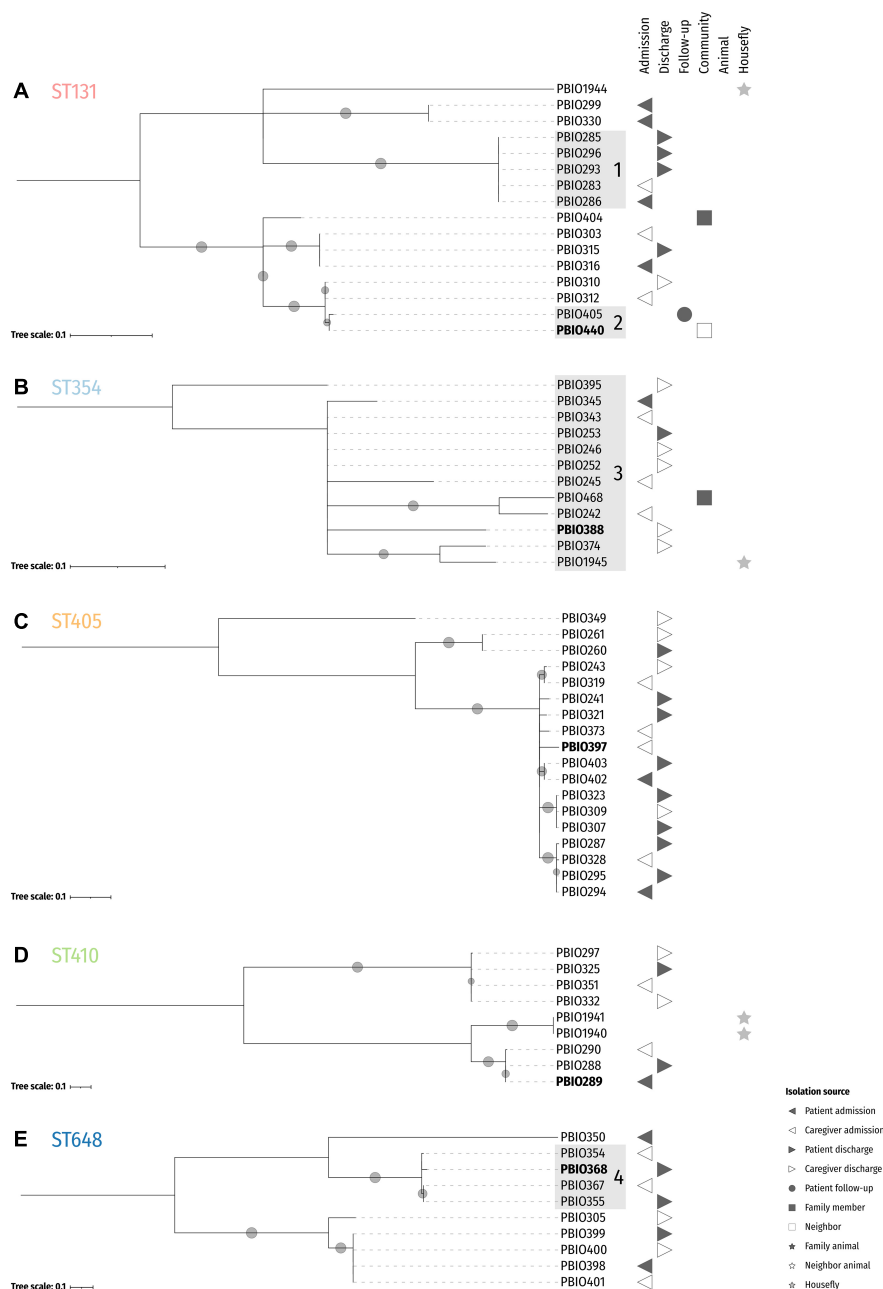 Admission
Discharge
Follow-up
Community
Animal
Housefly
A ST131
PBIO1944
PBIO299
PBIO330
PBIO285
PBIO296
PBIO293
1
PBIO283
PBIO286
PBIO404
PBIO303
PBIO315
PBIO316
PBIO310
PBIO312
PBIO405
2
PBIO440
Tree scale: 0.1
B ST354
PBIO395
PBIO345
PBIO343
PBIO253
PBIO246
PBIO252
3
PBIO245
PBIO468
PBIO242
PBIO388
PBIO374
PBIO1945
Tree scale: 0.1
C ST405
PBIO349
PBIO261
PBIO260
PBIO243
PBIO319
PBIO241
PBIO321
PBIO373
PBIO397
PBIO403
PBIO402
PBIO323
PBIO309
PBIO307
PBIO287
PBIO328
PBIO295
PBIO294
Tree scale: 0.1
D ST410
PBIO297
PBIO325
PBIO351
PBIO332
PBIO1941
PBIO1940
PBIO290
PBIO288
PBIO289
Tree scale: 0.1
E ST648
PBIO350
PBIO354
PBIO368
4
PBIO367
PBIO355
PBIO305
PBIO399
PBIO400
PBIO398
PBIO401
Tree scale: 0.1
Isolation source
Patient admission
Caregiver admission
Patient discharge
Caregiver discharge
Patient follow-up
Family member
Neighbor
Family animal
Neighbor animal
Housefly